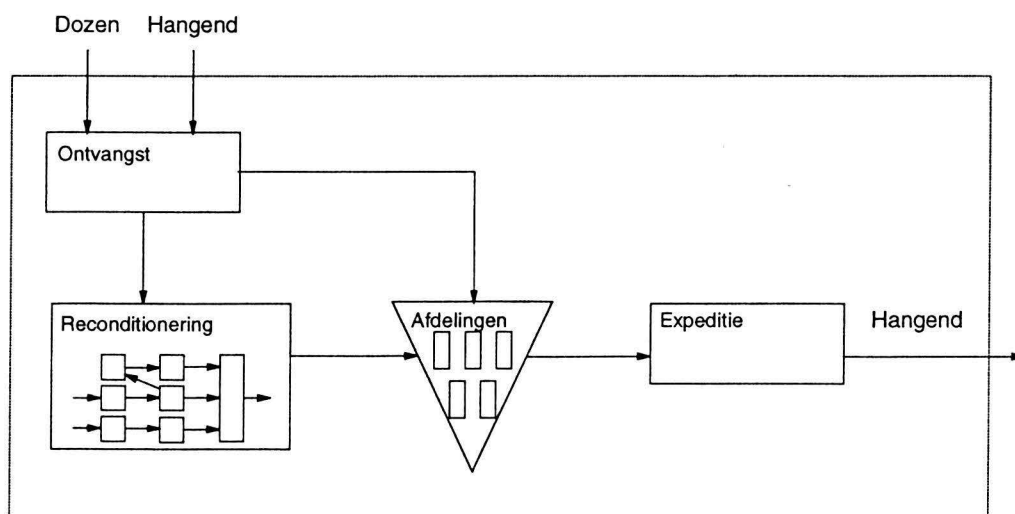 Dozen Hangend
Ontvangst
Reconditionering
Afdelingen
Expeditie
Hangend